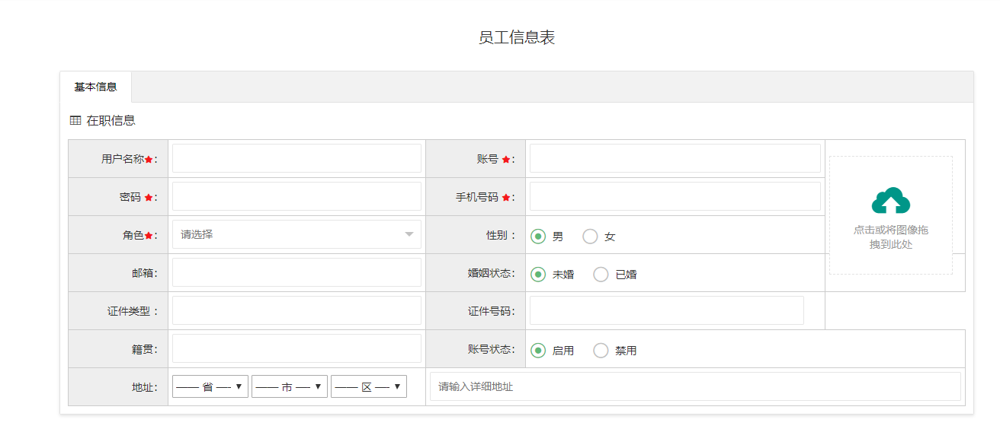 员工信息表
基本信息
在职信息
用户名称★:
账号 ★:
密码 ★:
手机号码 ★:
点击或将图像拖
拽到此处
角色★:
请选择
性别 :
男
女
邮箱:
婚姻状态:
未婚
已婚
证件类型 :
证件号码:
籍贯:
账号状态:
启用
禁用
地址:
—— 省 —-
—— 市 ——
—— 区 ——
请输入详细地址